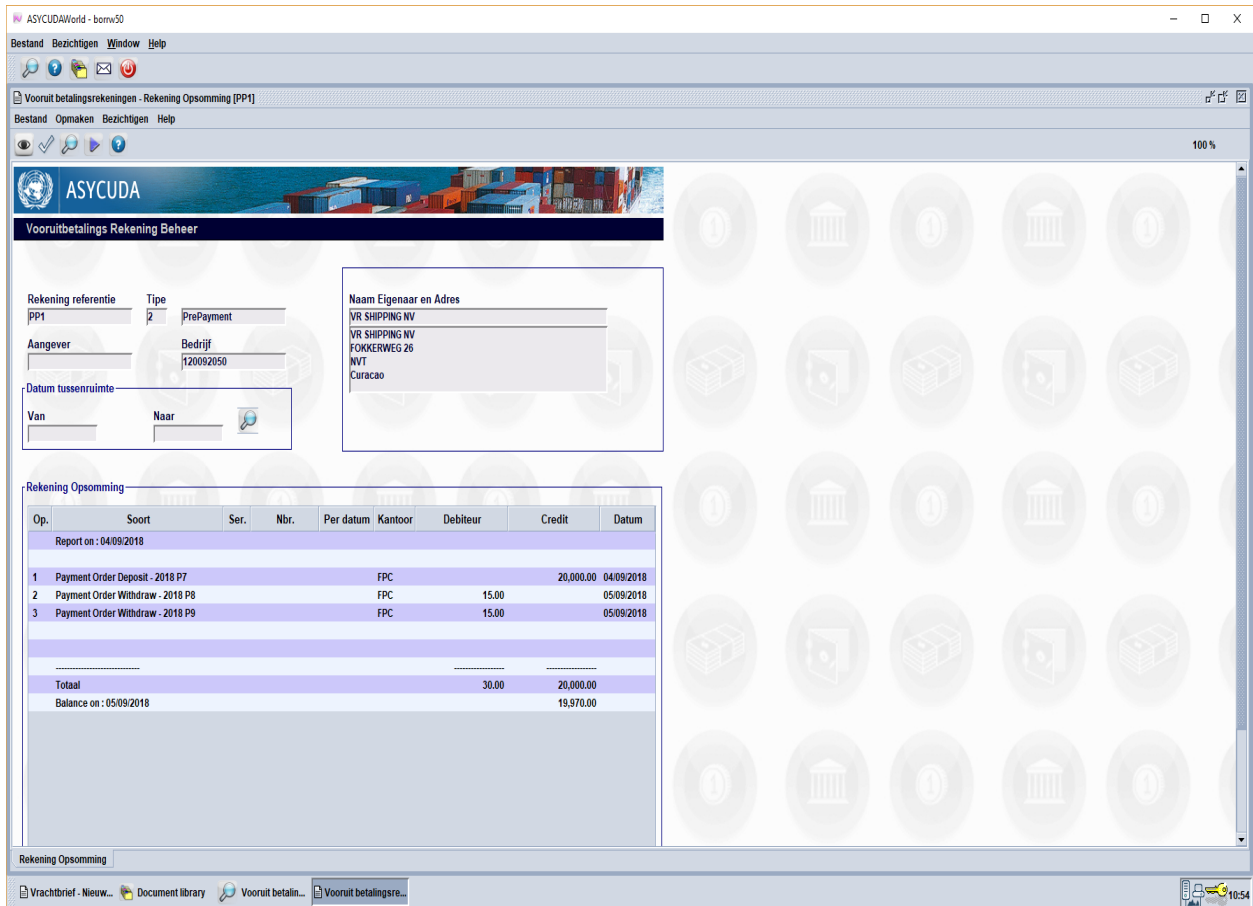 ASYCUDAWorld - borrw50
Bestand Bezichtigen Window Help
Vooruit betalingsrekeningen - Rekening Opsomming [PP1]
Bestand Opmaken Bezichtigen Help
100 %
ASYCUDA
Vooruitbetalings Rekening Beheer
Rekening referentie Tipe
PP1 2 PrePayment
Aangever Bedrijf
120092050
Naam Eigenaar en Adres
VR SHIPPING NV
VR SHIPPING NV
FOKKERWEG 26
NVT
Curacao
Datum tussenruimte
Van Naar
Rekening Opsomming
Op. Soort Ser. Nbr. Per datum Kantoor Debiteur Credit Datum
Report on : 04/09/2018
1 Payment Order Deposit - 2018 P7 FPC 20,000.00 04/09/2018
2 Payment Order Withdraw - 2018 P8 FPC 15.00 05/09/2018
3 Payment Order Withdraw - 2018 P9 FPC 15.00 05/09/2018
Totaal 30.00 20,000.00
Balance on : 05/09/2018 19,970.00
Rekening Opsomming
Vrachtbrief - Nieuw... Document library Vooruit betalin... Vooruit betalingsre... 10:54